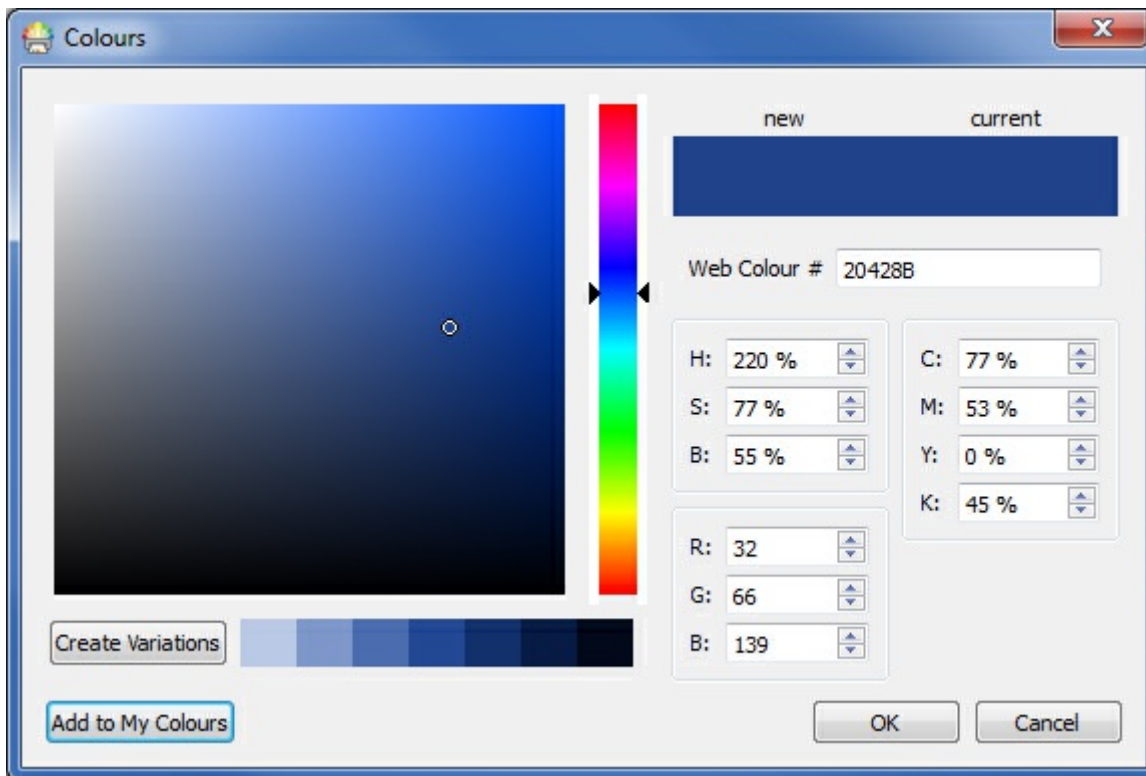 Colours
X
new current
Web Colour # 20428B
H: 220 % C: 77 %
S: 77 % M: 53 %
B: 55 % Y: 0 %
K: 45 %
R: 32
G: 66
B: 139
Create Variations
Add to My Colours OK Cancel